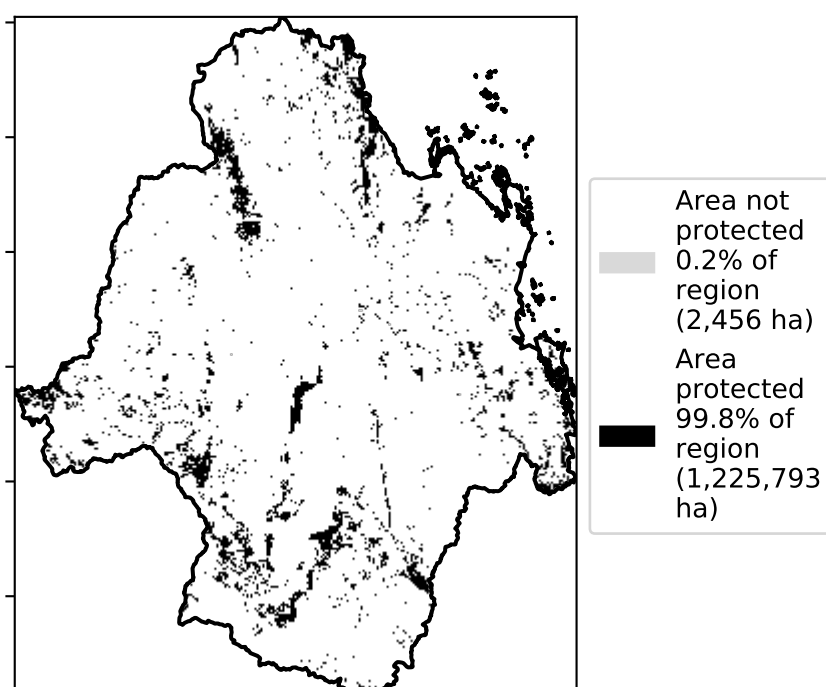 Area not
protected
0.2% of
region
(2,456 ha)
Area
protected
99.8% of
region
(1,225,793
ha)